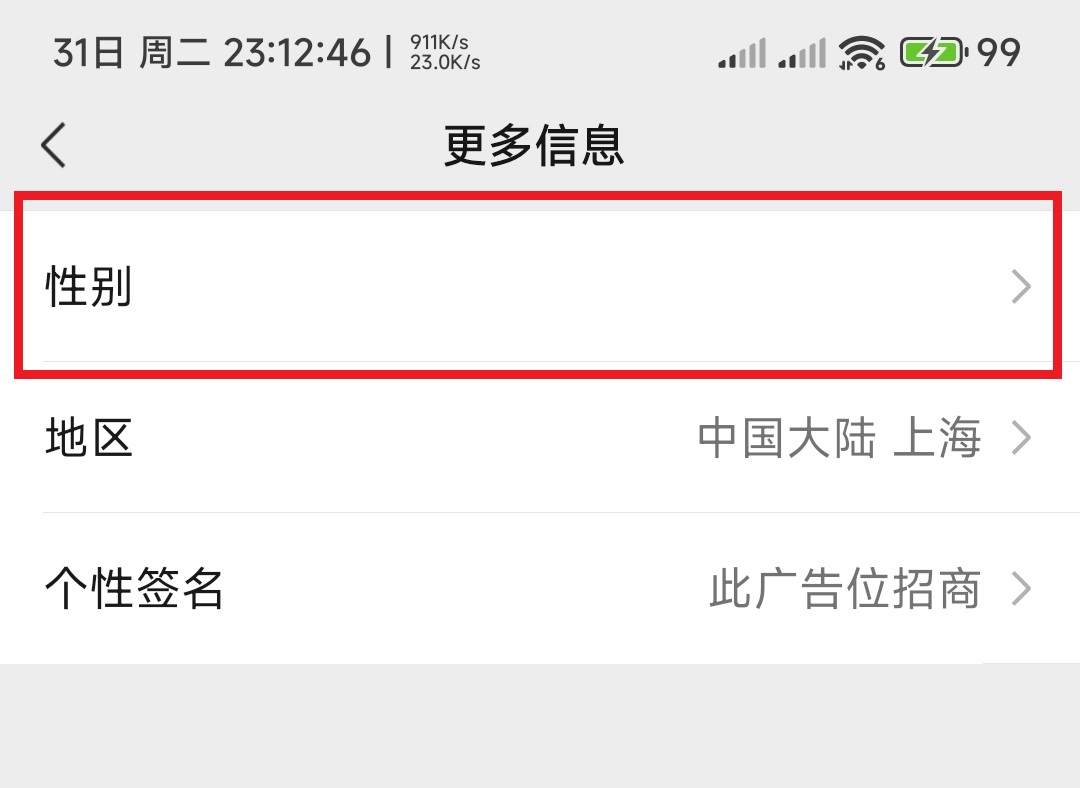 31日 周二 23:12:46 | 911K/s 23.0K/s 6 99
更多信息
性别
地区 中国大陆 上海
个性签名 此广告位招商